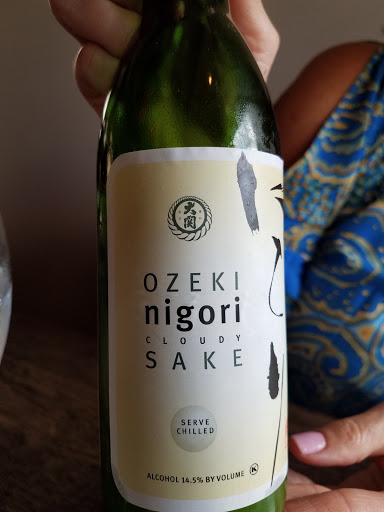 大関
OZEKI
nigori
CLOUDY
SAKE
SERVE
CHILLED
ALCOHOL 14.5% BY VOLUME K